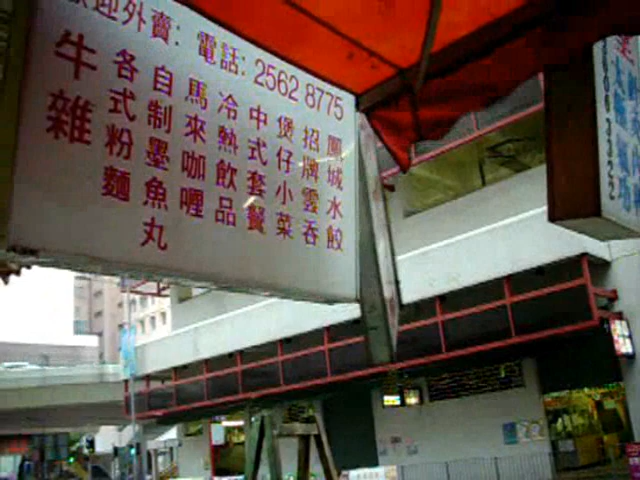 歡迎外賣: 電話: 2562 8775
鳳城水餃
招牌雲吞
煲仔小菜
中式套餐
冷熱飲品
馬來咖喱
自制墨魚丸
各式粉麵
牛雜